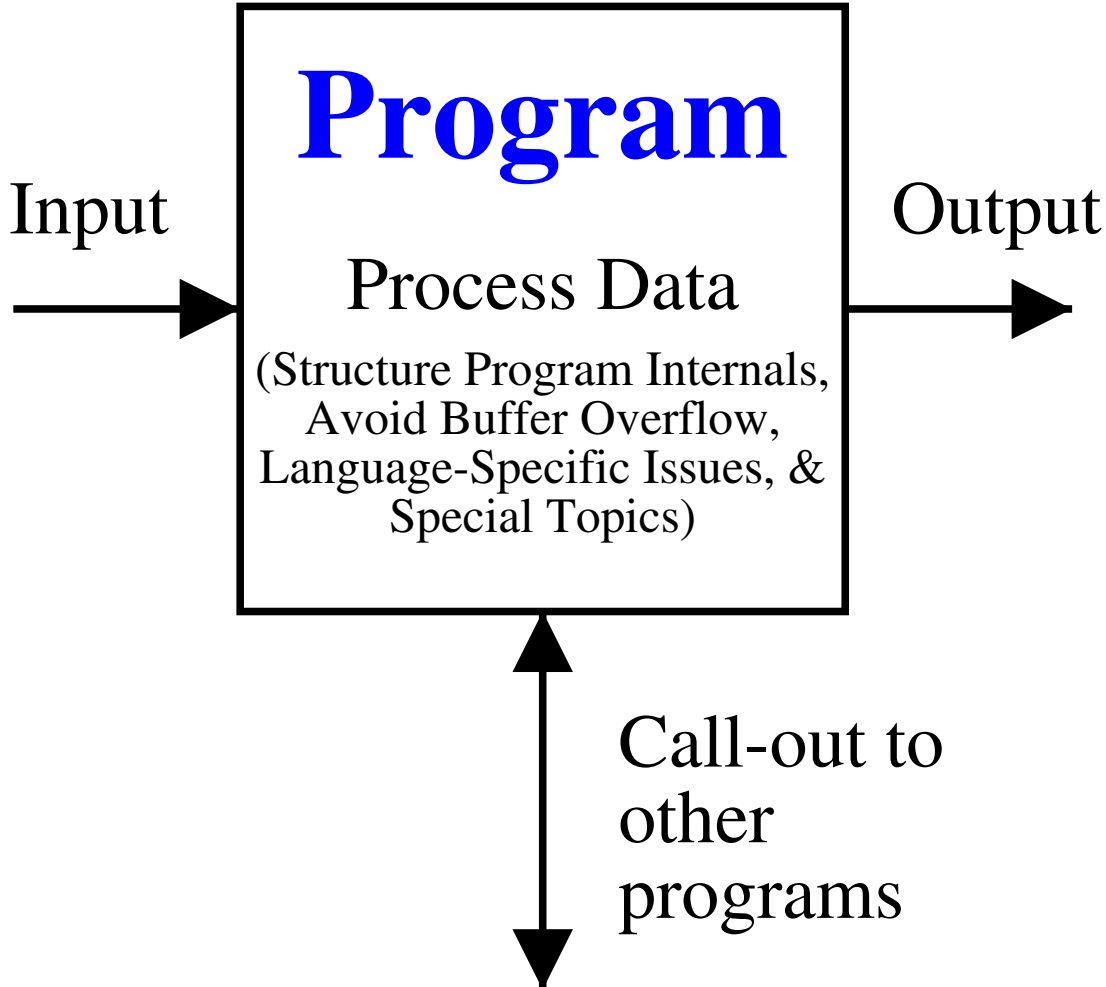 Program
Input
Output
Process Data
(Structure Program Internals,
Avoid Buffer Overflow,
Language-Specific Issues, &
Special Topics)
Call-out to
other
programs